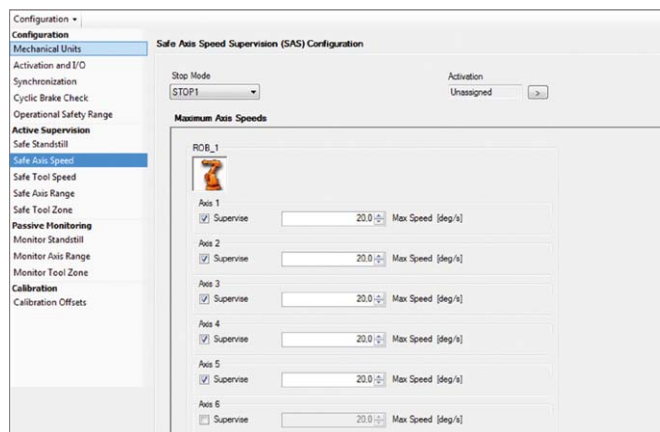 Configuration
Configuration
Mechanical Units
Activation and I/O
Synchronization
Cyclic Brake Check
Operational Safety Range
Active Supervision
Safe Standstill
Safe Axis Speed
Safe Tool Speed
Safe Axis Range
Safe Tool Zone
Passive Monitoring
Monitor Standstill
Monitor Axis Range
Monitor Tool Zone
Calibration
Calibration Offsets
Safe Axis Speed Supervision (SAS) Configuration
Stop Mode Activation
STOP1 Unassigned >
Maximum Axis Speeds
ROB_1
Axis 1
Supervise 20.0 Max Speed [deg/s]
Axis 2
Supervise 20.0 Max Speed [deg/s]
Axis 3
Supervise 20.0 Max Speed [deg/s]
Axis 4
Supervise 20.0 Max Speed [deg/s]
Axis 5
Supervise 20.0 Max Speed [deg/s]
Axis 6
Supervise 20.0 Max Speed [deg/s]